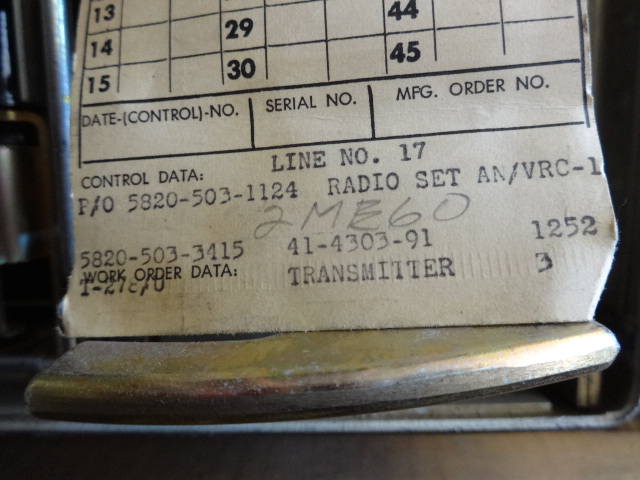 13 44
14 29
15 30 45
DATE-(CONTROL)-NO. SERIAL NO. MFG. ORDER NO.
LINE NO. 17
CONTROL DATA:
P/O 5820-503-1124 RADIO SET AN/VRC-1
2ME60
5820-503-3415 41-4303-91 1252
WORK ORDER DATA: TRANSMITTER 3